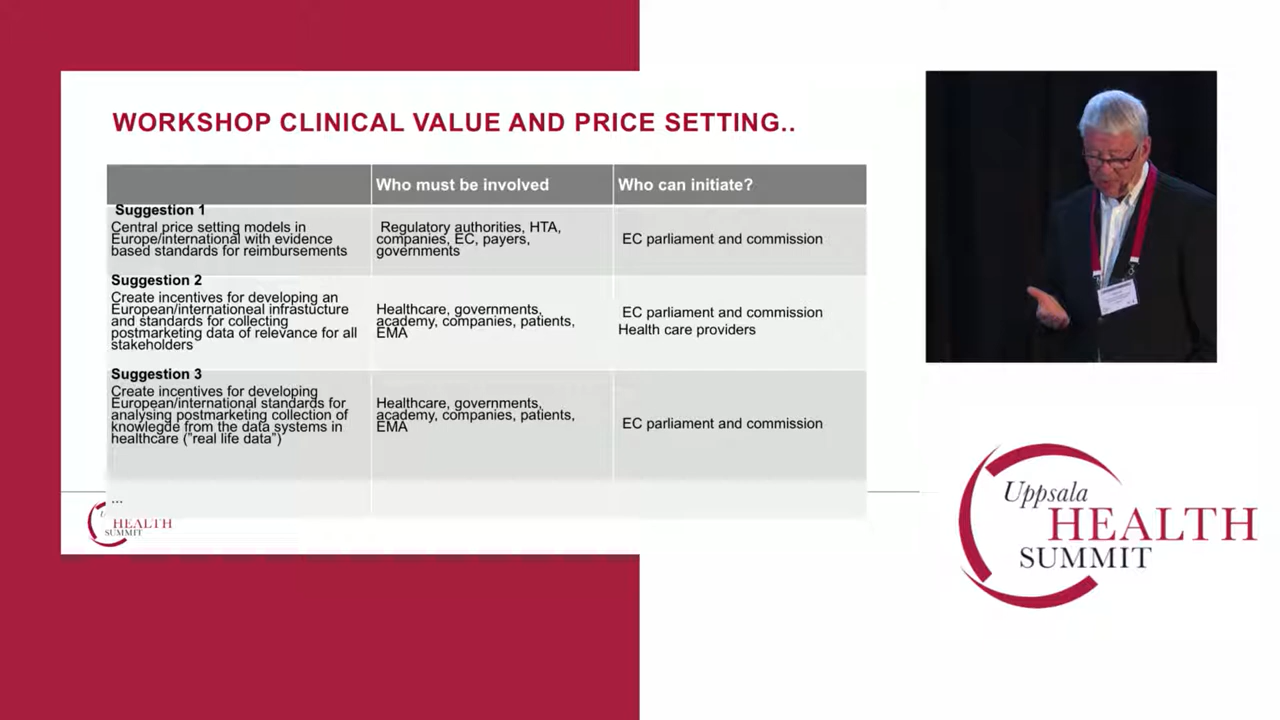 WORKSHOP CLINICAL VALUE AND PRICE SETTING..
Who must be involved
Who can initiate?
Suggestion 1
Central price setting models in
Europe/international with evidence
based standards for reimbursements
Regulatory authorities, HTA,
companies, EC, payers,
governments
EC parliament and commission
Suggestion 2
Create incentives for developing an
European/internationeal infrastucture
and standards for collecting
postmarketing data of relevance for all
stakeholders
Healthcare, governments,
academy, companies, patients,
EMA
EC parliament and commission
Health care providers
Suggestion 3
Create incentives for developing
European/international standards for
analysing postmarketing collection of
knowlegde from the data systems in
healthcare ("real life data")
Healthcare, governments,
academy, companies, patients,
EMA
EC parliament and commission
...
HEALTH
SUMMIT
Uppsala
HEALTH
SUMMIT